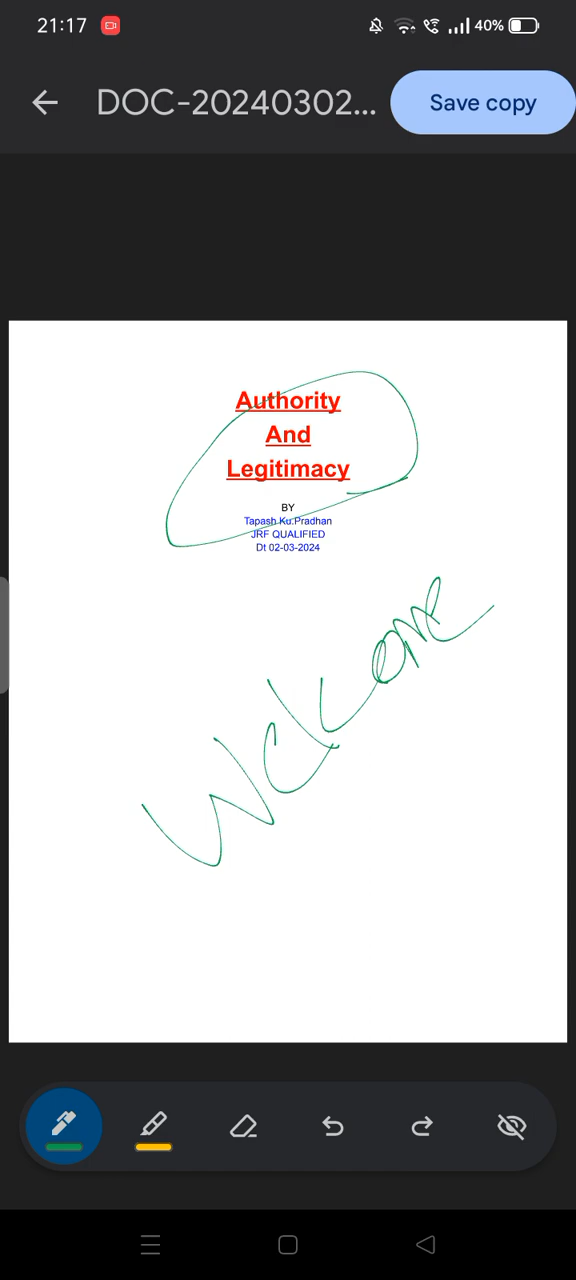 21:17
40%
DOC-20240302...
Save copy
Authority
And
Legitimacy
BY
Tapash Ku.Pradhan
JRF QUALIFIED
Dt 02-03-2024
Welcome